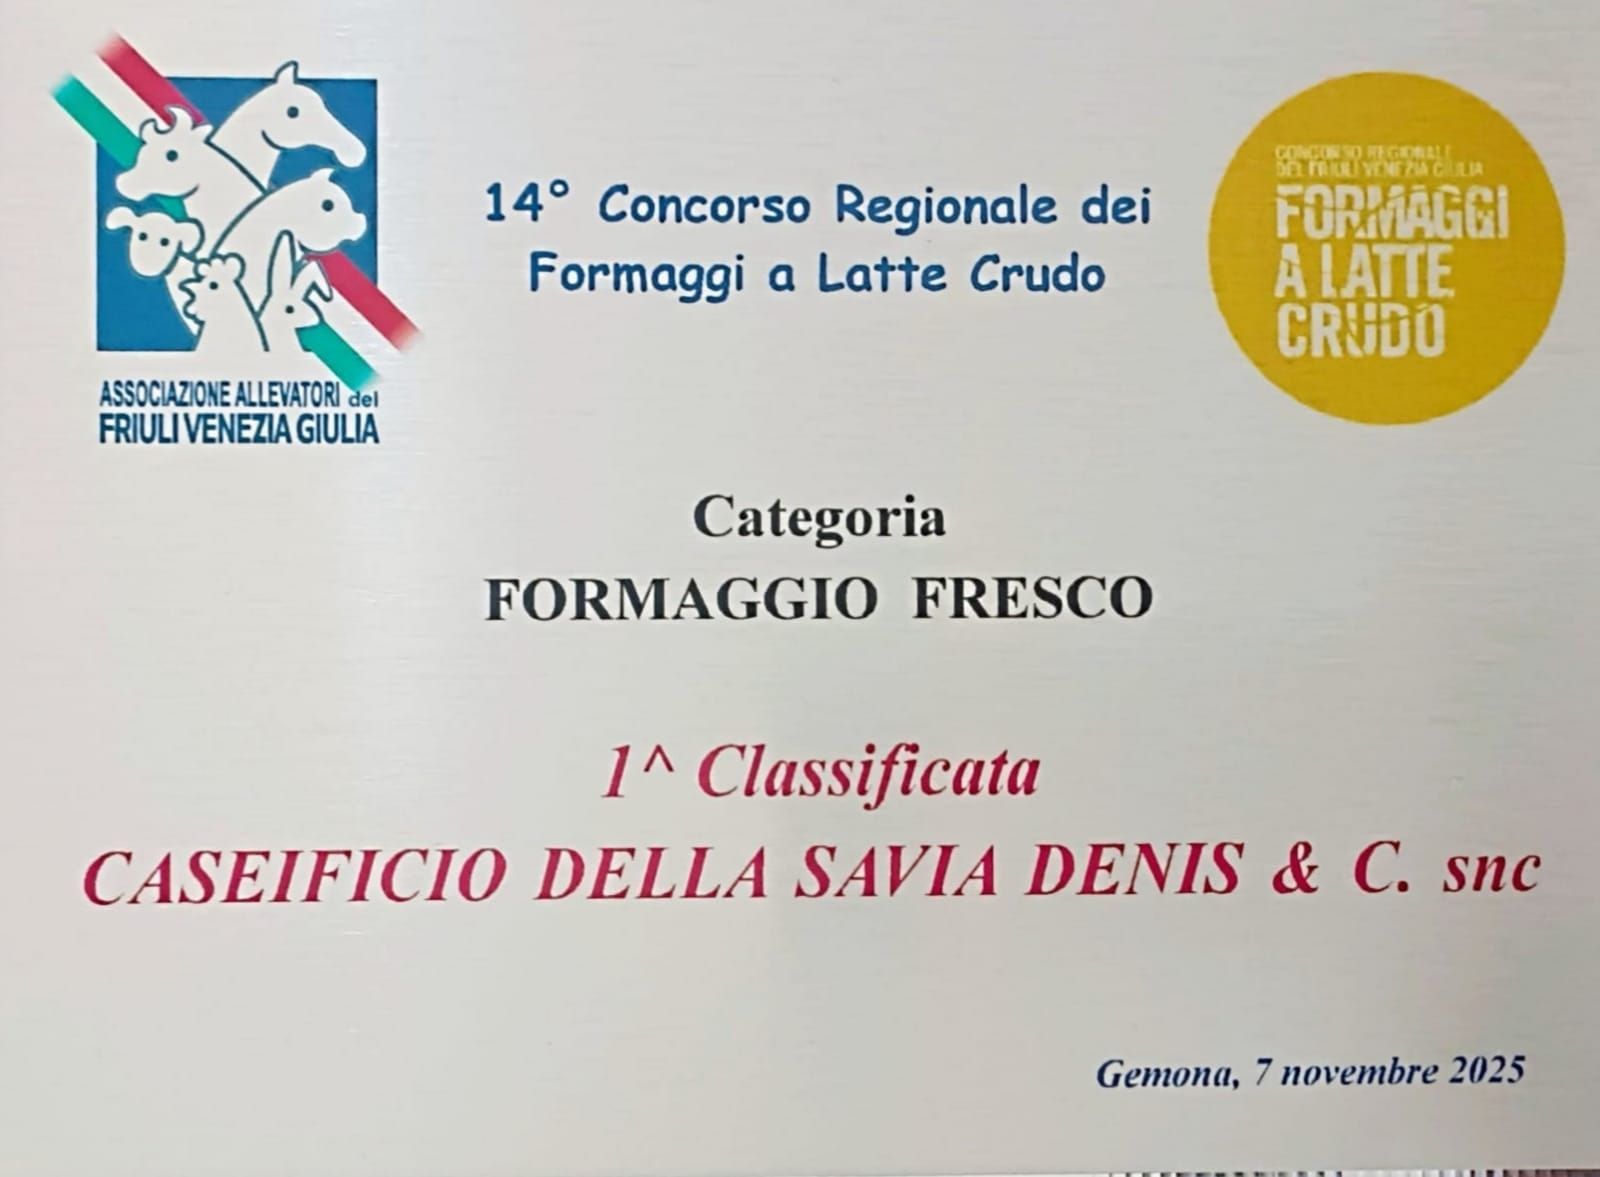 14° Concorso Regionale dei
Formaggi a Latte Crudo
ASSOCIAZIONE ALLEVATORI del
FRIULI VENEZIA GIULIA
CONCORSO REGIONALE
DEL FRIULI VENEZIA GIULIA
FORMAGGI
A LATTE
CRUDO
Categoria
FORMAGGIO FRESCO
1^ Classificata
CASEIFICIO DELLA SAVIA DENIS & C. snc
Gemona, 7 novembre 2025